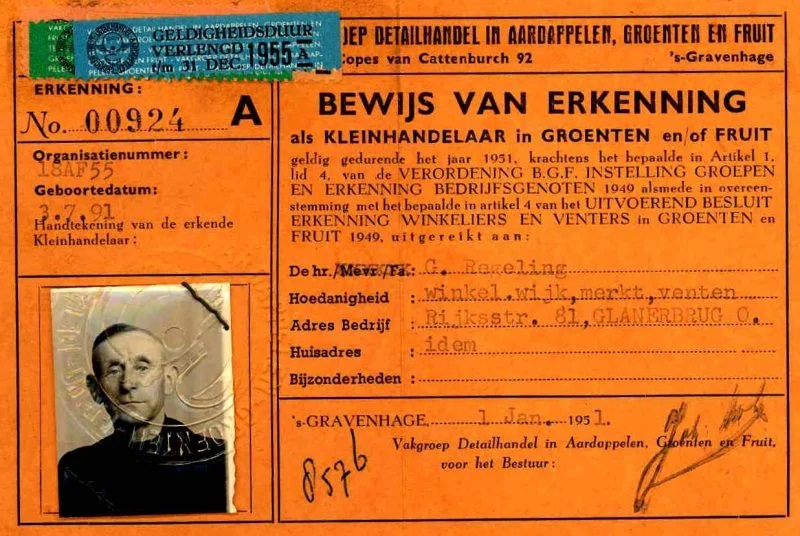 GELDIGHEIDSDUUR
VERLENGD
t/m 31 DEC. 1955 A
ERKENNING:
No. 00924 A
Organisatienummer:
18AF55
Geboortedatum:
3.7.91
Handtekening van de erkende
Kleinhandelaar:
DETAILHANDEL IN AARDAPPELEN, GROENTEN EN FRUIT
Copes van Cattenburch 92 's-Gravenhage
BEWIJS VAN ERKENNING
als KLEINHANDELAAR in GROENTEN en/of FRUIT
geldig gedurende het jaar 1951, krachtens het bepaalde in Artikel 1,
lid 4, van de VERORDENING B.G.F. INSTELLING GROEPEN
EN ERKENNING BEDRIJFSGENOTEN 1949 alsmede in overeen-
stemming met het bepaalde in artikel 4 van het UITVOEREND BESLUIT
ERKENNING WINKELIERS EN VENTERS in GROENTEN en
FRUIT 1949, uitgereikt aan:
De hr./Mevr./Fa.: G. Regeling
Hoedanigheid : winkel.wijk,merkt,venten
Adres Bedrijf : Rijksstr. 81,GLANERBRUG O.
Huisadres : idem
Bijzonderheden :
's-GRAVENHAGE, 1 Jan. 1951.
Vakgroep Detailhandel in Aardappelen, Groenten en Fruit,
voor het Bestuur:
8576